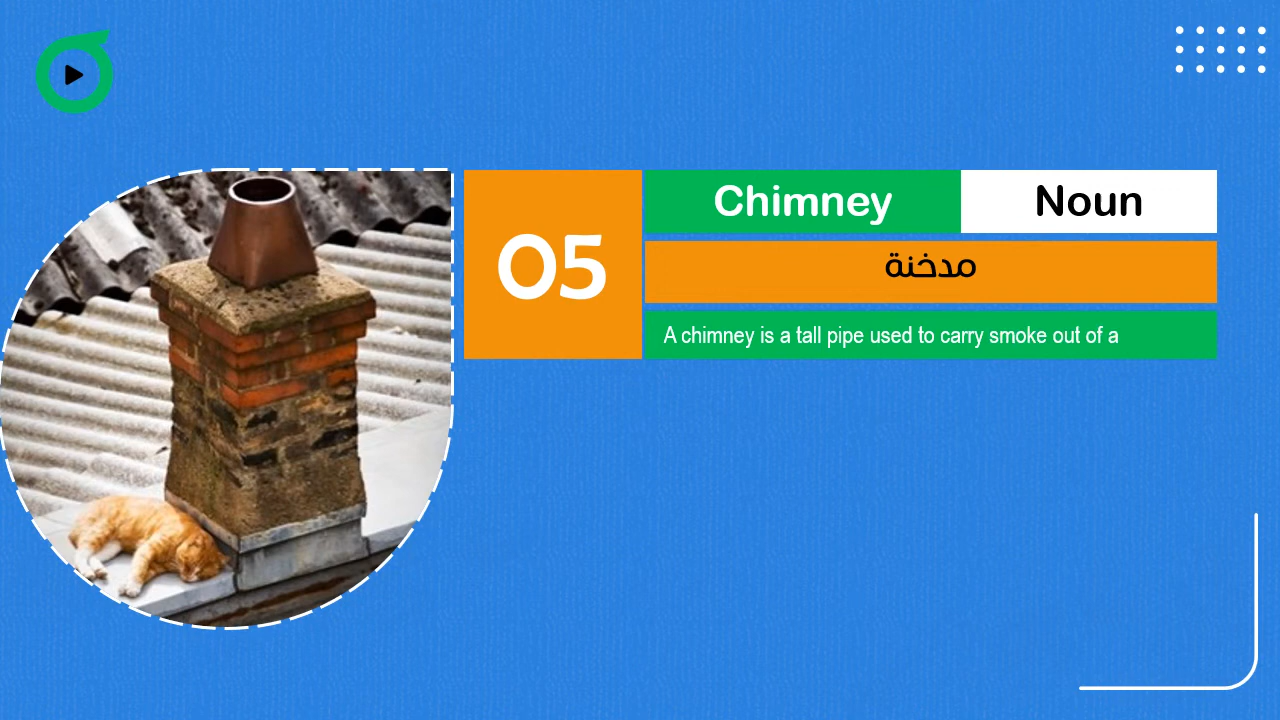 05
Chimney
Noun
مدخنة
A chimney is a tall pipe used to carry smoke out of a